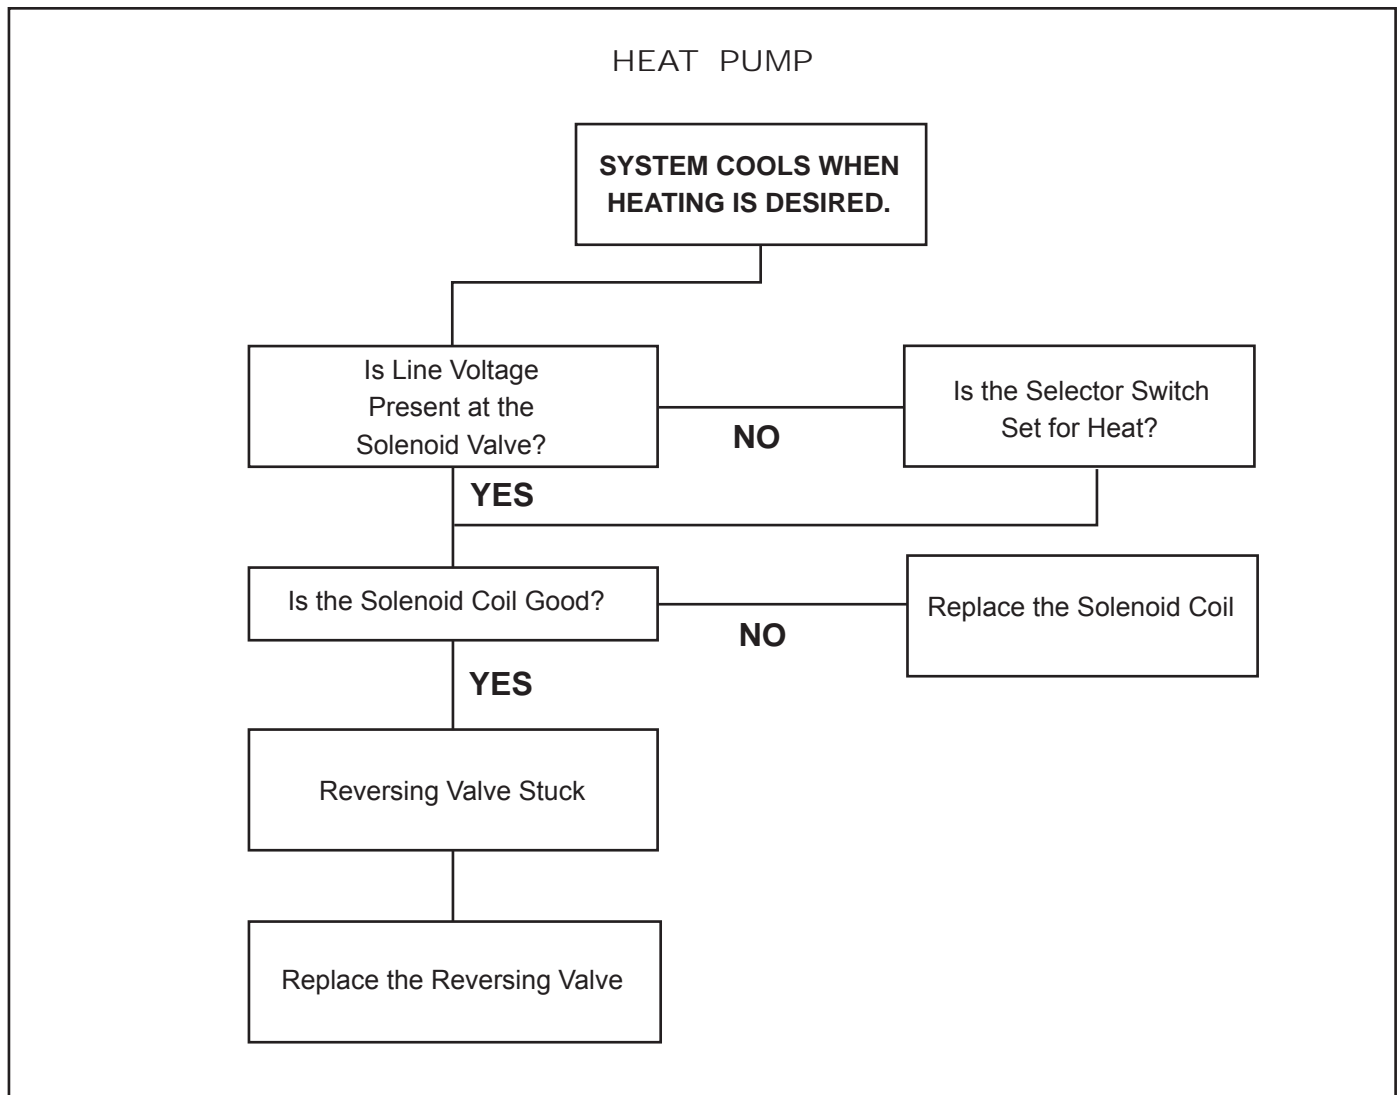 HEAT PUMP
SYSTEM COOLS WHEN
HEATING IS DESIRED.
Is Line Voltage
Present at the
Solenoid Valve?
NO
Is the Selector Switch
Set for Heat?
YES
Is the Solenoid Coil Good?
NO
Replace the Solenoid Coil
YES
Reversing Valve Stuck
Replace the Reversing Valve